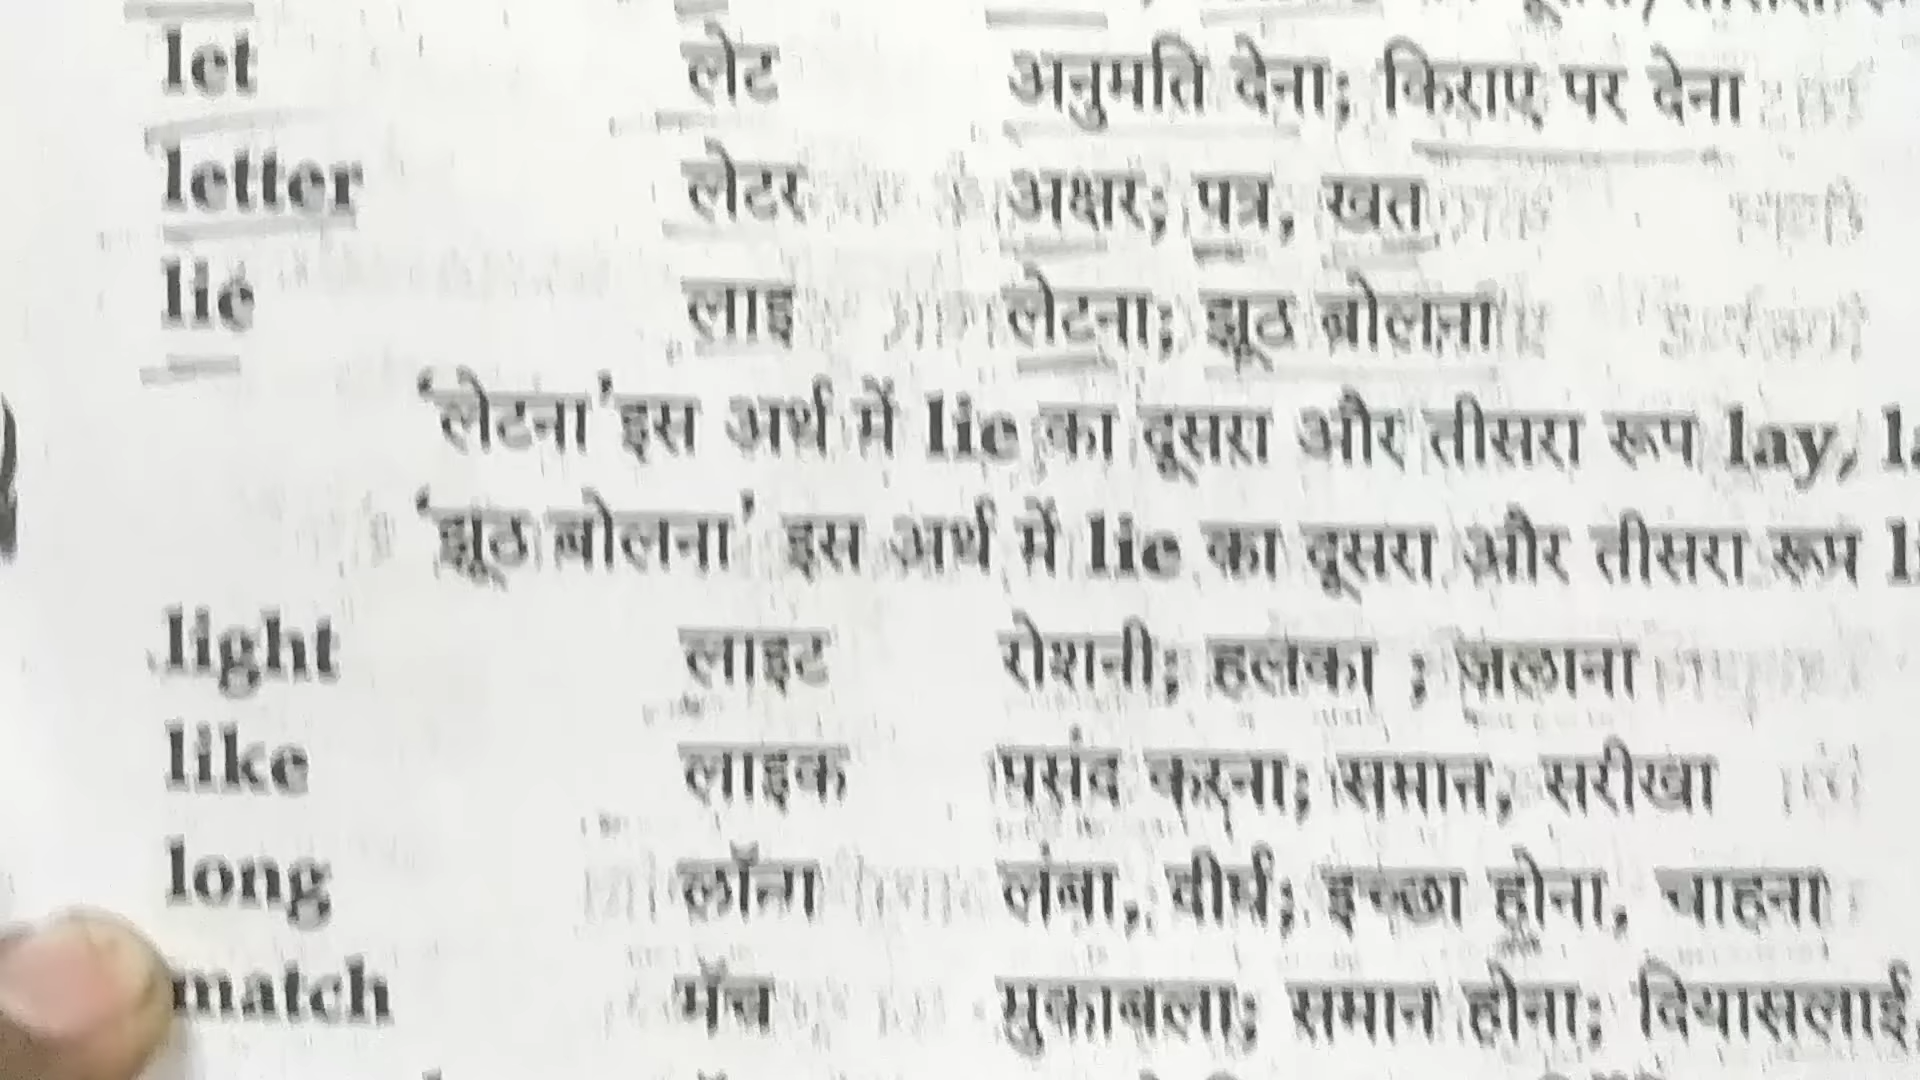 let लेट अनुमति देना; किराए पर देना
letter लेटर अक्षर; पत्र, खत
lie लाइ लेटना; झूठ बोलना
‘लेटना’ इस अर्थ में lie का दूसरा और तीसरा रूप lay,
‘झूठ बोलना’ इस अर्थ में lie का दूसरा और तीसरा रूप
light लाइट रोशनी; हलका ; जलाना
like लाइक पसंद करना; समान, सरीखा
long लॉन्ग लंबा, दीर्घ; इच्छा होना, चाहना
match मॅच मुकाबला; समान होना; दियासलाई,